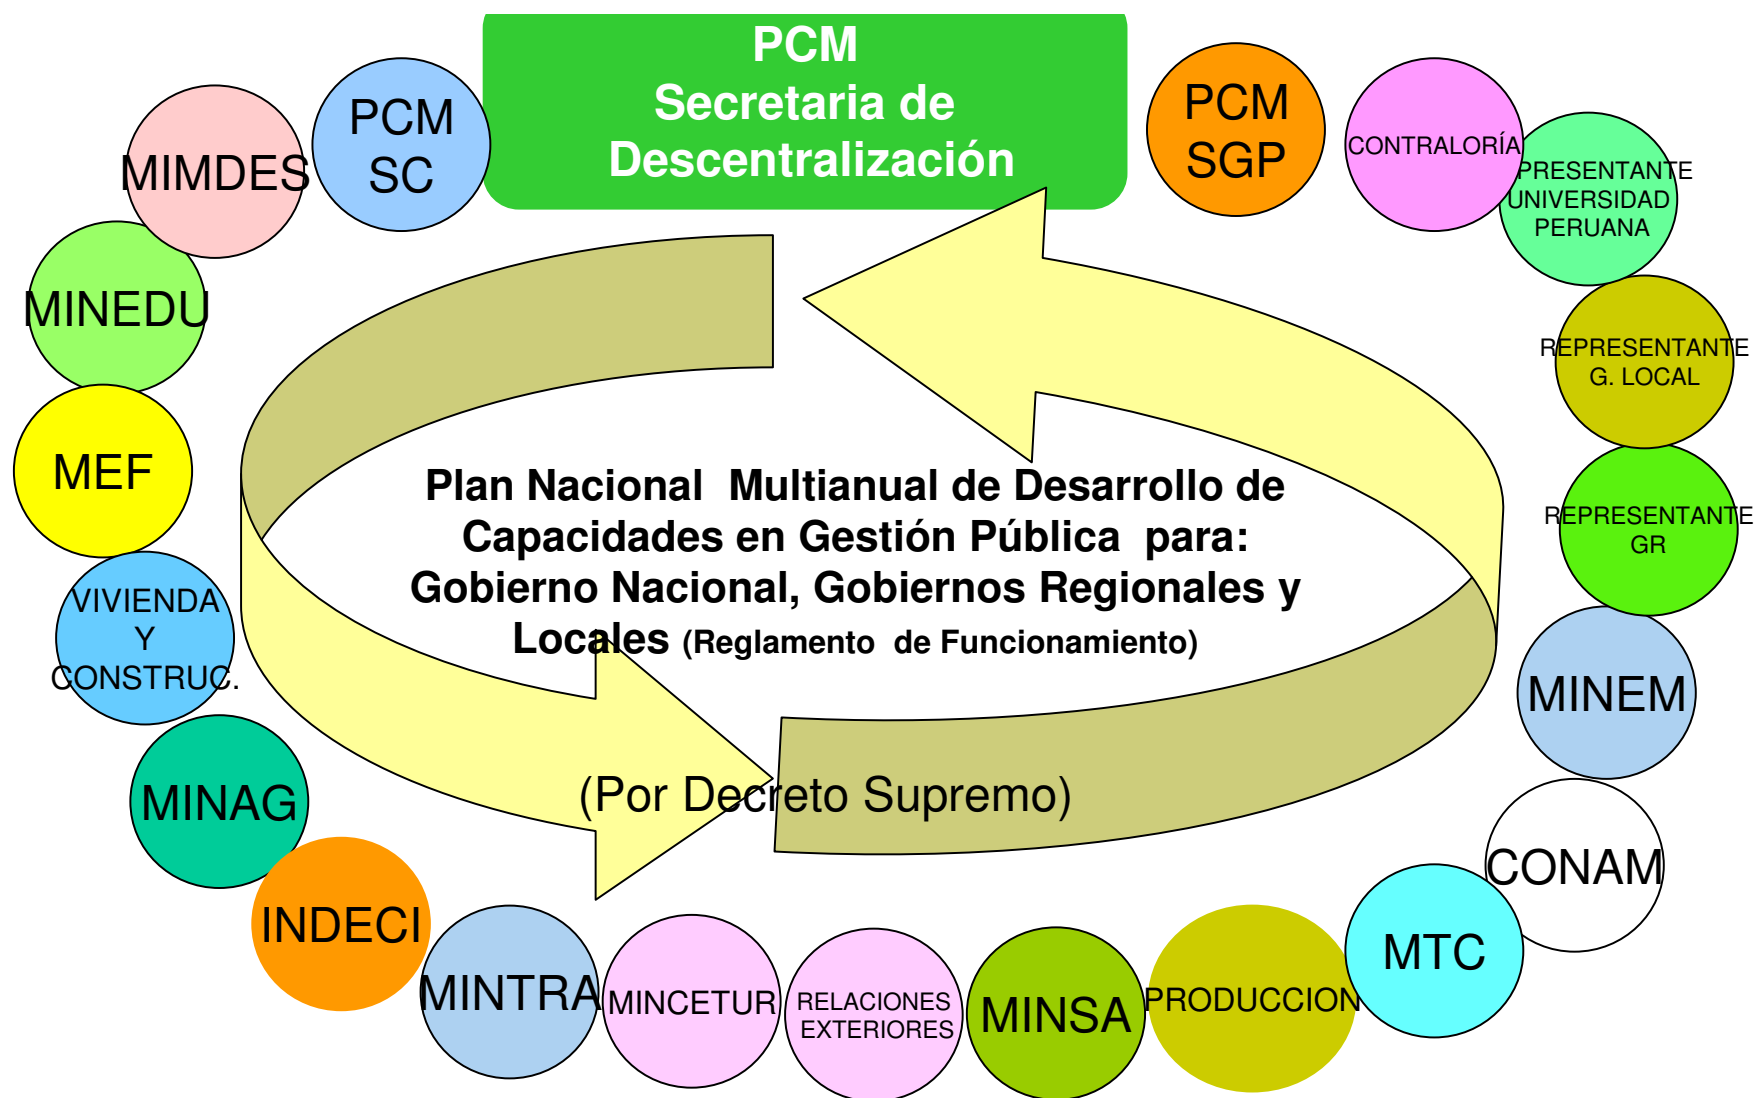 PCM
Secretaria de
Descentralización
PCM
SC
PCM
SGP
CONTRALORÍA
PRESENTANTE
UNIVERSIDAD
PERUANA
REPRESENTANTE
G. LOCAL
REPRESENTANTE
GR
MINEM
CONAM
MTC
PRODUCCION
MINSA
RELACIONES
EXTERIORES
MINCETUR
MINTRA
INDECI
MINAG
VIVIENDA
Y
CONSTRUC.
MEF
MINEDU
MIMDES
Plan Nacional Multianual de Desarrollo de
Capacidades en Gestión Pública para:
Gobierno Nacional, Gobiernos Regionales y
Locales (Reglamento de Funcionamiento)
(Por Decreto Supremo)